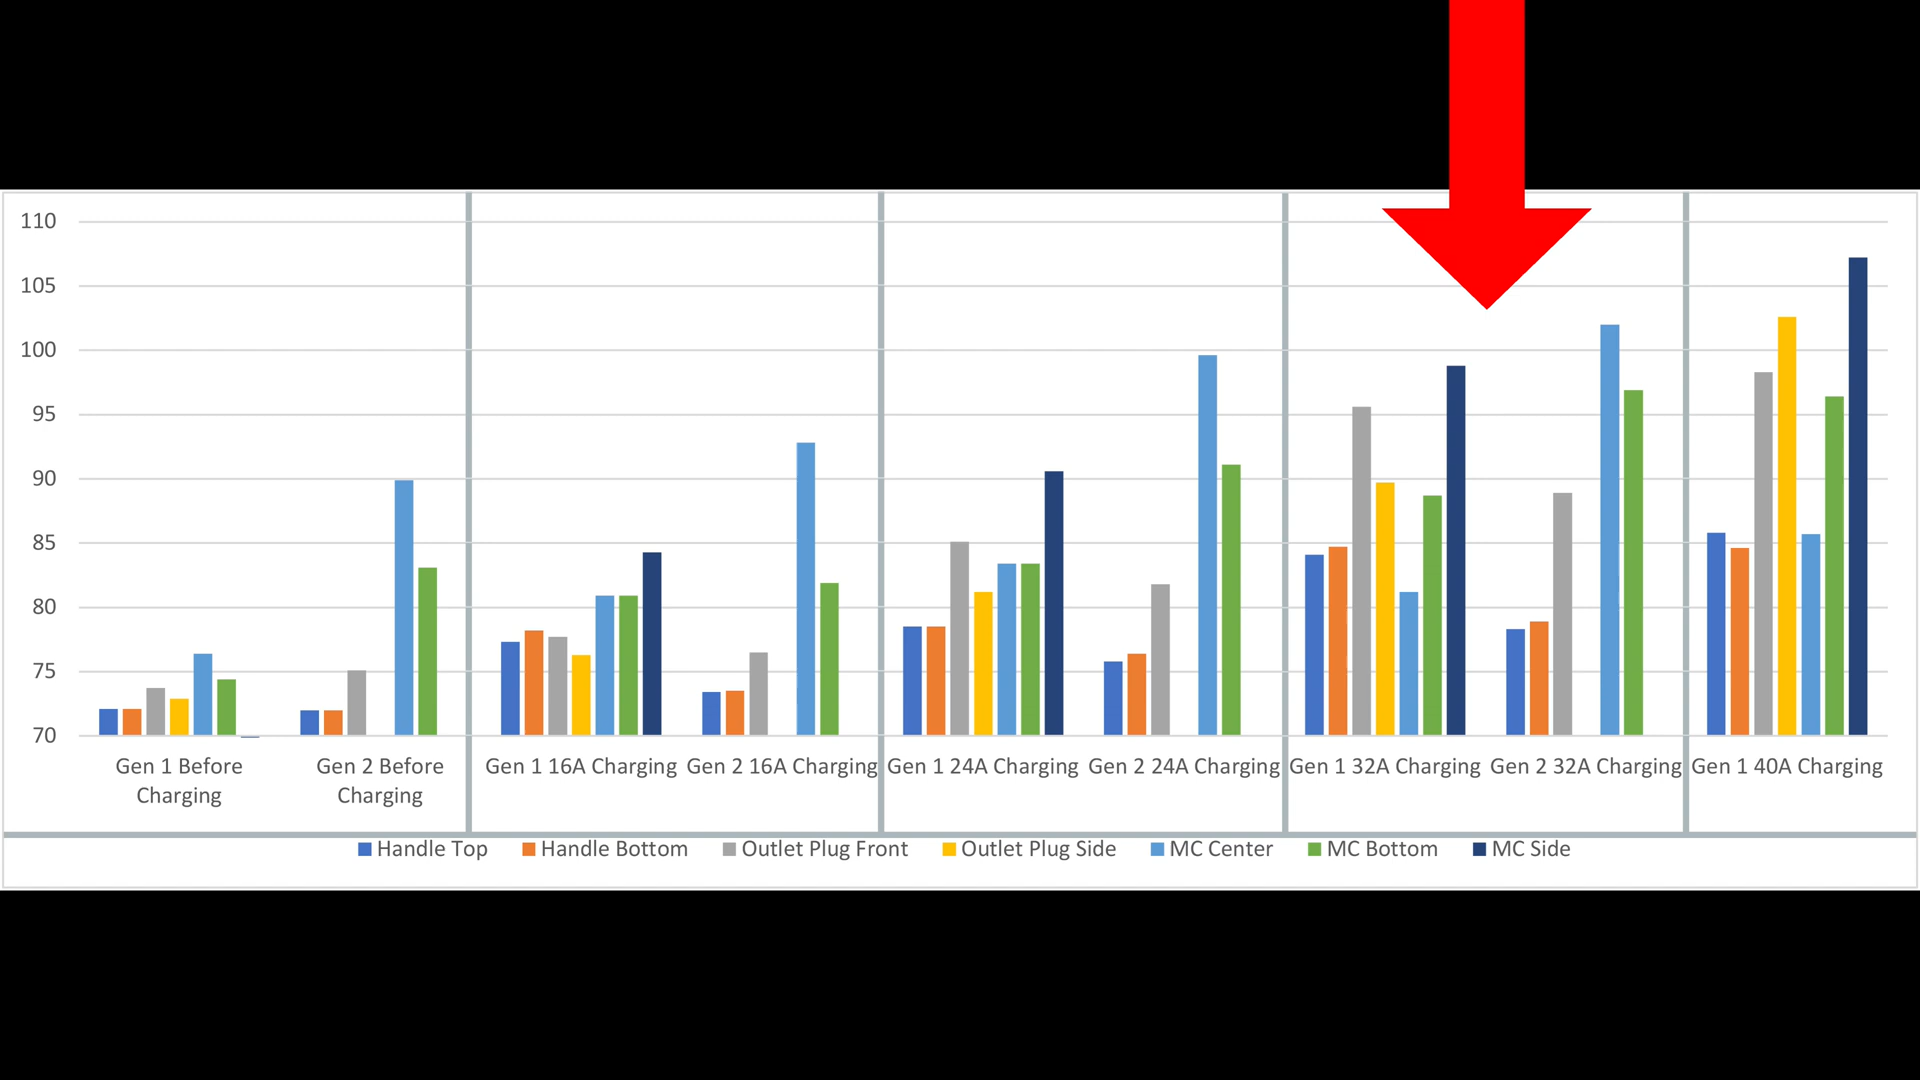 110
105
100
95
90
85
80
75
70
Gen 1 Before Charging
Gen 2 Before Charging
Gen 1 16A Charging
Gen 2 16A Charging
Gen 1 24A Charging
Gen 2 24A Charging
Gen 1 32A Charging
Gen 2 32A Charging
Gen 1 40A Charging
Handle Top
Handle Bottom
Outlet Plug Front
Outlet Plug Side
MC Center
MC Bottom
MC Side